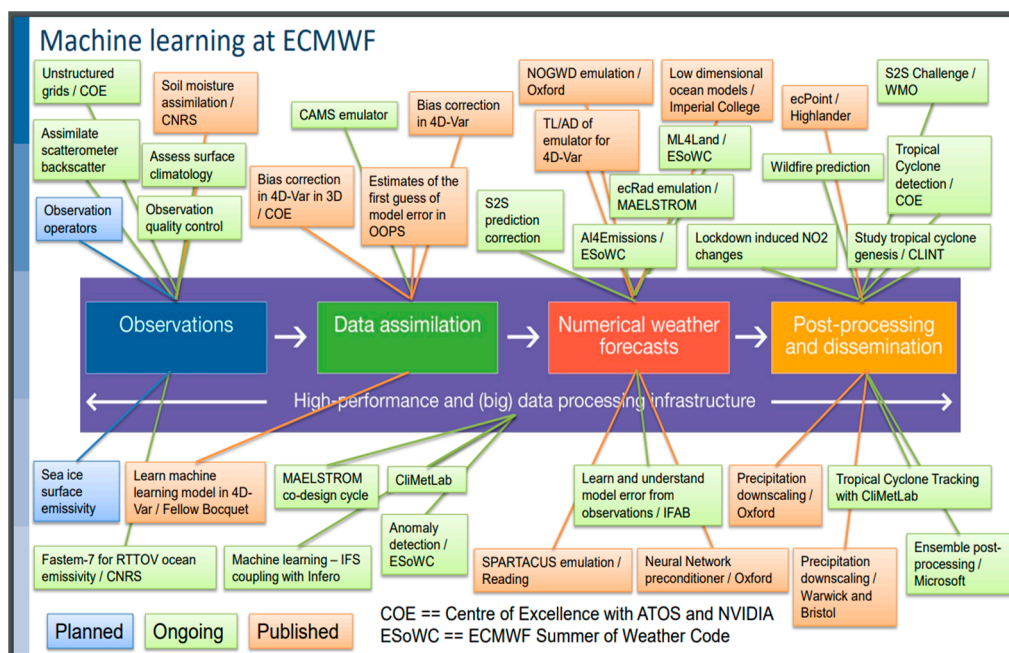 Machine learning at ECMWF
Unstructured
grids / COE
Soil moisture
assimilation /
CNRS
Assimilate
scatterometer
backscatter
Assess surface
climatology
Observation
operators
Observation
quality control
CAMS emulator
Bias correction
in 4D-Var
Bias correction
in 4D-Var in 3D
/ COE
Estimates of the
first guess of
model error in
OOPS
NOGWD emulation /
Oxford
Low dimensional
ocean models /
Imperial College
TL/AD of
emulator for
4D-Var
ML4Land /
ESoWC
ecRad emulation /
MAELSTROM
S2S
prediction
correction
AI4Emissions /
ESoWC
ecPoint /
Highlander
S2S Challenge /
WMO
Wildfire prediction
Tropical
Cyclone
detection /
COE
Lockdown induced NO2
changes
Study tropical cyclone
genesis / CLINT
Observations
Data assimilation
Numerical weather
forecasts
Post-processing
and dissemination
High-performance and (big) data processing infrastructure
Sea ice
surface
emissivity
Learn machine
learning model in 4D-
Var / Fellow Bocquet
MAELSTROM
co-design cycle
CliMetLab
Anomaly
detection /
ESoWC
Fastem-7 for RTTOV ocean
emissivity / CNRS
Machine learning – IFS
coupling with Infero
Learn and understand
model error from
observations / IFAB
SPARTACUS emulation /
Reading
Neural Network
preconditioner / Oxford
Precipitation
downscaling /
Oxford
Tropical Cyclone Tracking
with CliMetLab
Precipitation
downscaling /
Warwick and
Bristol
Ensemble post-
processing /
Microsoft
Planned
Ongoing
Published
COE == Centre of Excellence with ATOS and NVIDIA
ESoWC == ECMWF Summer of Weather Code